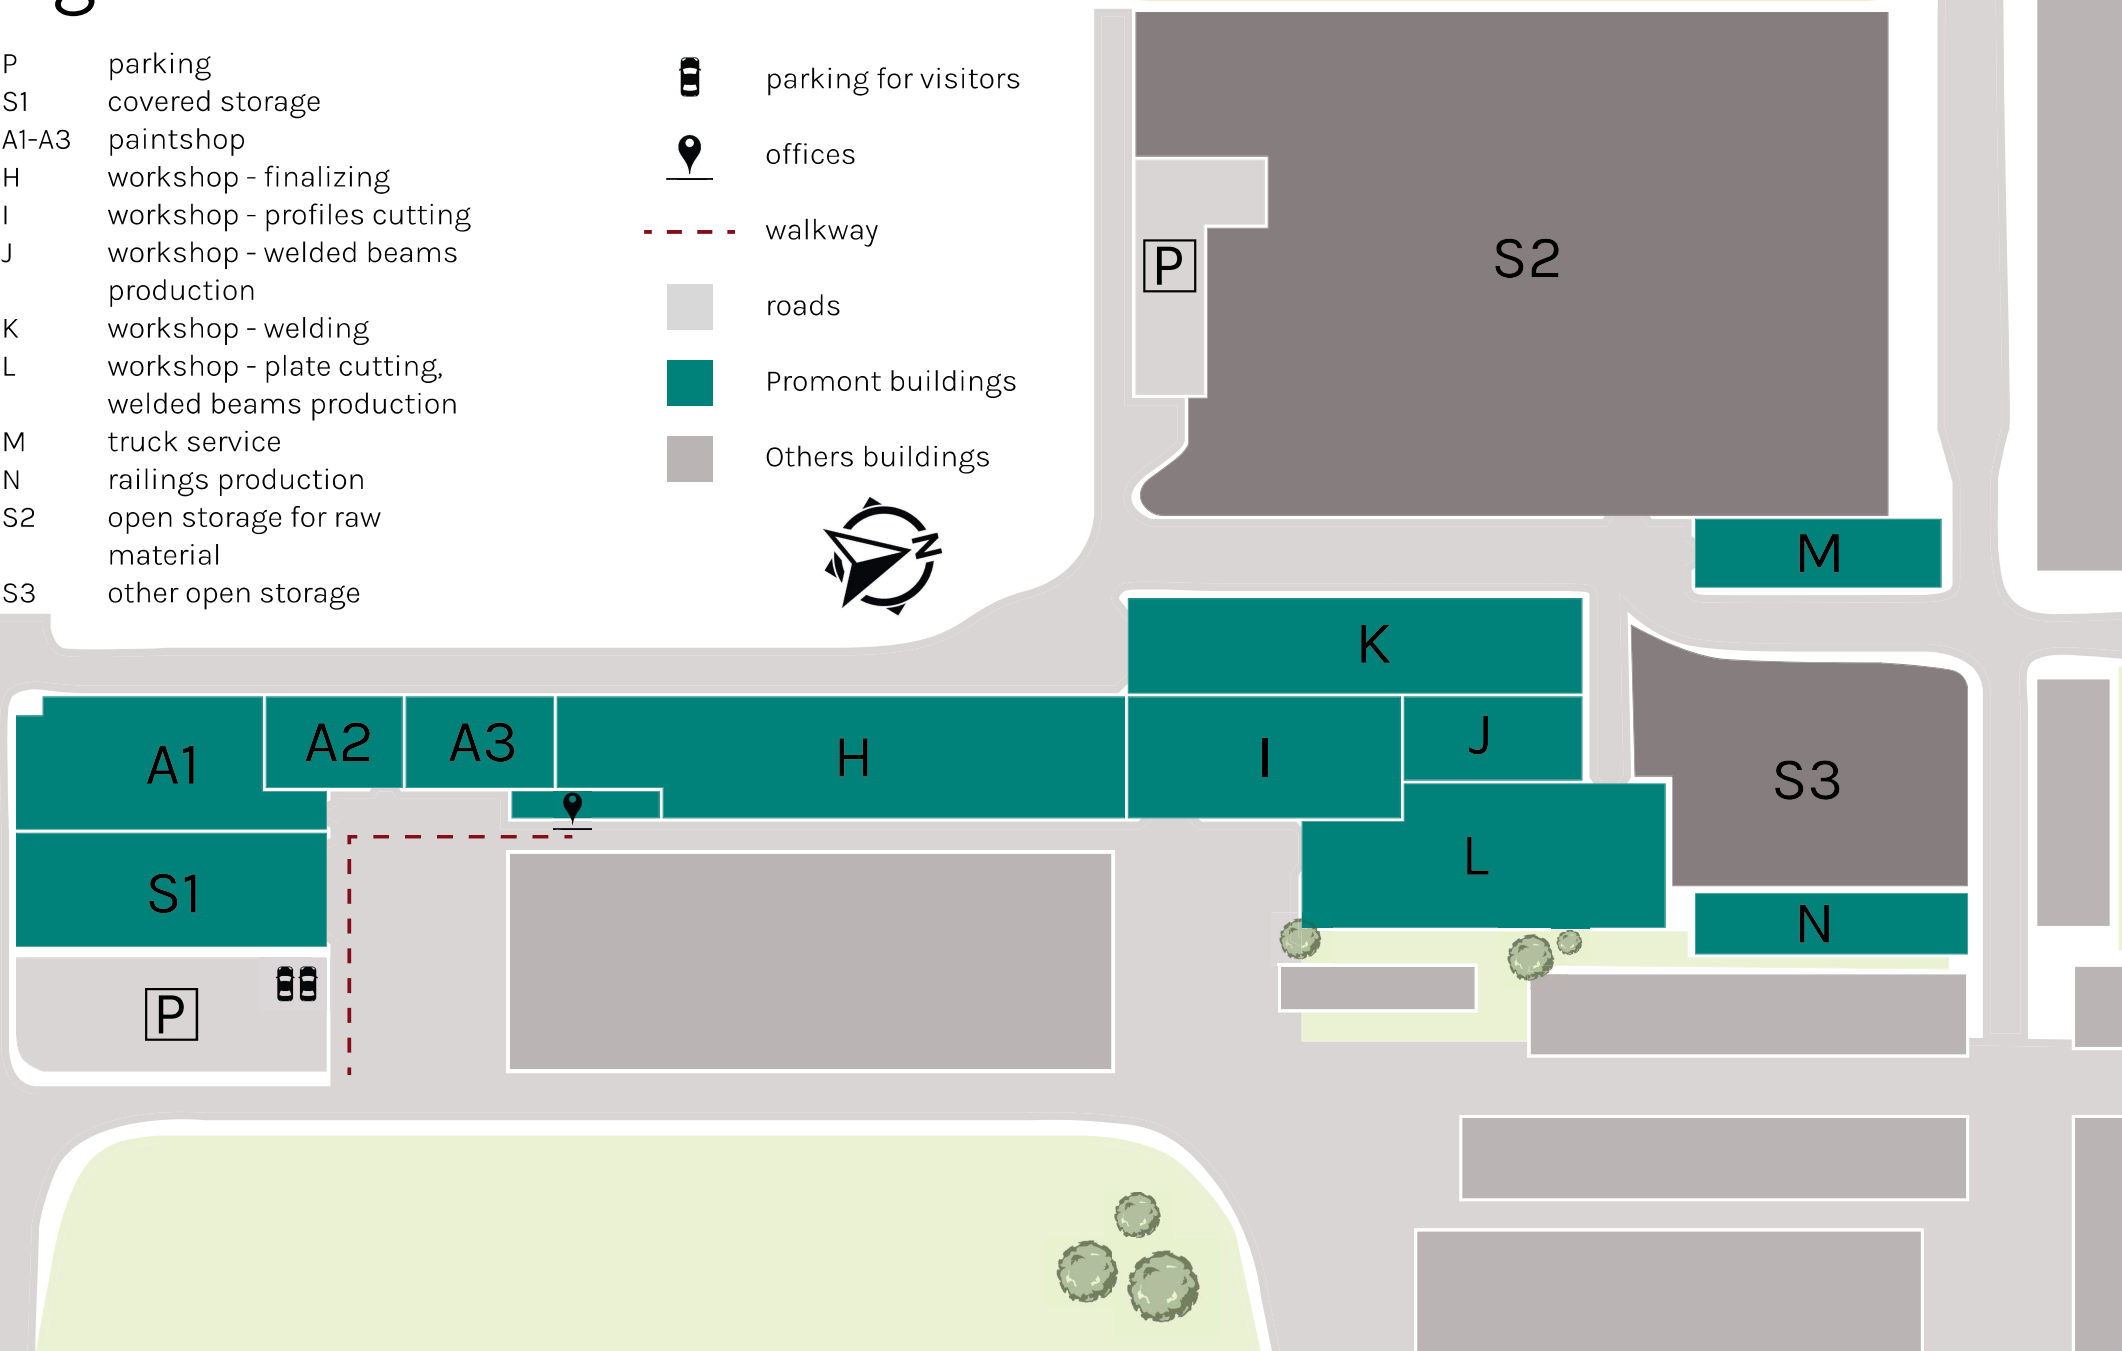 P parking
S1 covered storage
A1-A3 paintshop
H workshop - finalizing
I workshop - profiles cutting
J workshop - welded beams
production
K workshop - welding
L workshop - plate cutting,
welded beams production
M truck service
N railings production
S2 open storage for raw
material
S3 other open storage
parking for visitors
offices
walkway
roads
Promont buildings
Others buildings
N
P
S2
M
K
A1
A2
A3
H
I
J
S3
L
S1
N
P